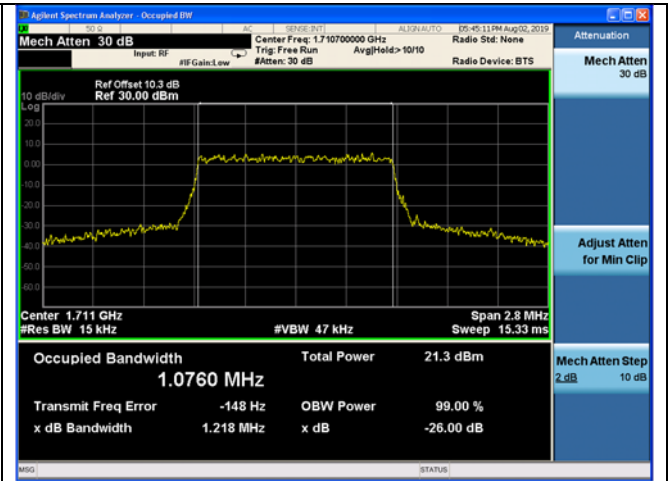 Agilent Spectrum Analyzer - Occupied BW
50 Ω AC SENSE:INT ALIGNAUTO 05:45:11 PM Aug 02, 2019
Mech Atten 30 dB
Center Freq: 1.710700000 GHz
Radio Std: None
Input: RF
Trig: Free Run Avg|Hold:> 10/10
#IFGain:Low
#Atten: 30 dB
Radio Device: BTS
Ref Offset 10.3 dB
10 dB/div Ref 30.00 dBm
Log
20.0
10.0
0.00
-10.0
-20.0
-30.0
-40.0
-50.0
-60.0
Center 1.711 GHz
Span 2.8 MHz
#Res BW 15 kHz #VBW 47 kHz Sweep 15.33 ms
Occupied Bandwidth
Total Power 21.3 dBm
1.0760 MHz
Transmit Freq Error -148 Hz OBW Power 99.00 %
x dB Bandwidth 1.218 MHz x dB -26.00 dB
MSG
STATUS
Attenuation
Mech Atten
30 dB
Adjust Atten
for Min Clip
Mech Atten Step
2 dB 10 dB